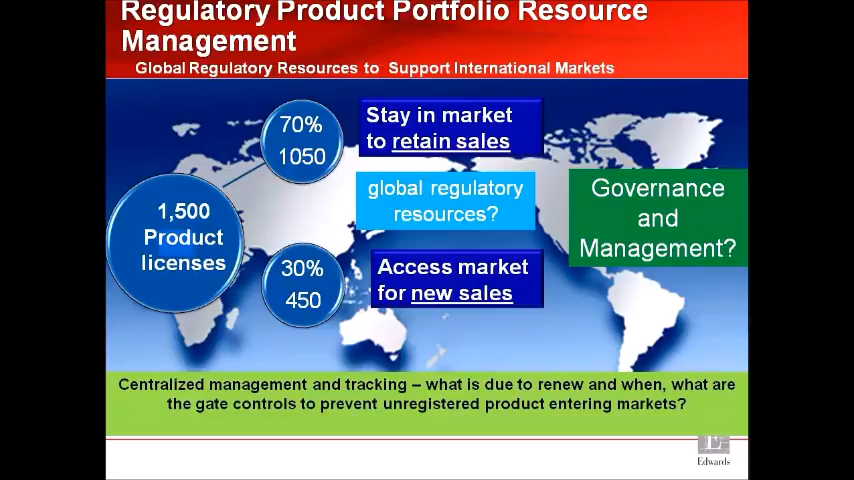 Regulatory Product Portfolio Resource
Management
Global Regulatory Resources to Support International Markets
70%
1050
Stay in market
to retain sales
1,500
Product
licenses
global regulatory
resources?
Governance
and
Management?
30%
450
Access market
for new sales
Centralized management and tracking – what is due to renew and when, what are
the gate controls to prevent unregistered product entering markets?
E
Edwards